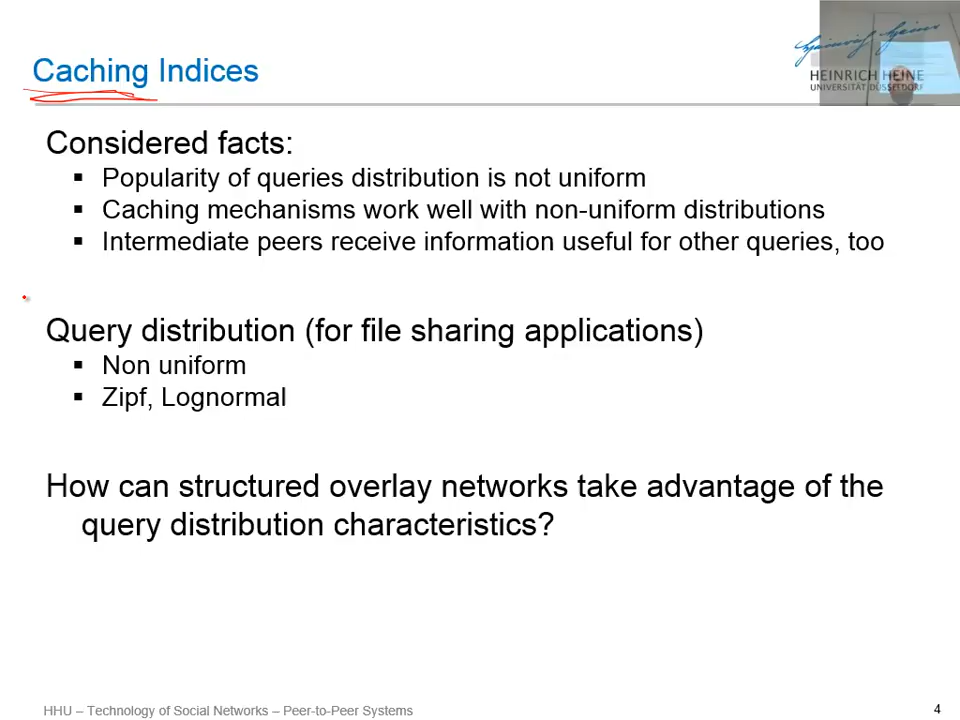 Caching Indices
Heinrich Heine
HEINRICH HEINE
UNIVERSITÄT DÜSSELDORF
Considered facts:
▪ Popularity of queries distribution is not uniform
▪ Caching mechanisms work well with non-uniform distributions
▪ Intermediate peers receive information useful for other queries, too
Query distribution (for file sharing applications)
▪ Non uniform
▪ Zipf, Lognormal
How can structured overlay networks take advantage of the
query distribution characteristics?
HHU – Technology of Social Networks – Peer-to-Peer Systems
4